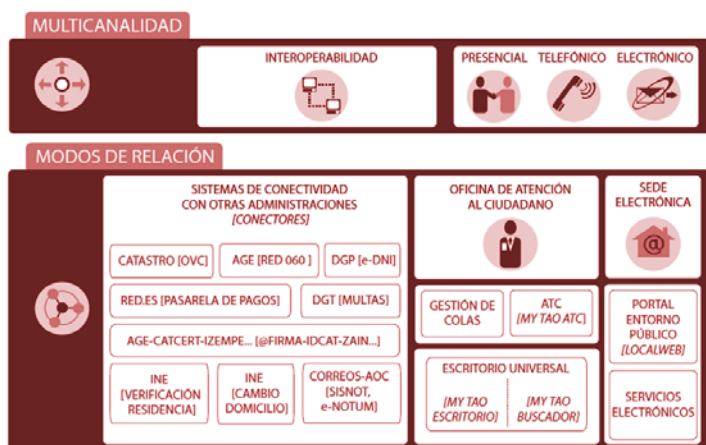 MULTICANALIDAD
INTEROPERABILIDAD
PRESENCIAL
TELEFÓNICO
ELECTRÓNICO
MODOS DE RELACIÓN
SISTEMAS DE CONECTIVIDAD
CON OTRAS ADMINISTRACIONES
[CONECTORES]
CATASTRO [OVC]
AGE [RED 060 ]
DGP [e-DNI]
RED.ES [PASARELA DE PAGOS]
DGT [MULTAS]
AGE-CATCERT-IZEMPE... [@FIRMA-IDCAT-ZAIN...]
INE
[VERIFICACIÓN
RESIDENCIA]
INE
[CAMBIO
DOMICILIO]
CORREOS-AOC
[SISNOT,
e-NOTUM]
OFICINA DE ATENCIÓN
AL CIUDADANO
GESTIÓN DE
COLAS
ATC
[MY TAO ATC]
ESCRITORIO UNIVERSAL
[MY TAO
ESCRITORIO]
[MY TAO
BUSCADOR]
SEDE
ELECTRÓNICA
@
PORTAL
ENTORNO
PÚBLICO
[LOCALWEB]
SERVICIOS
ELECTRÓNICOS